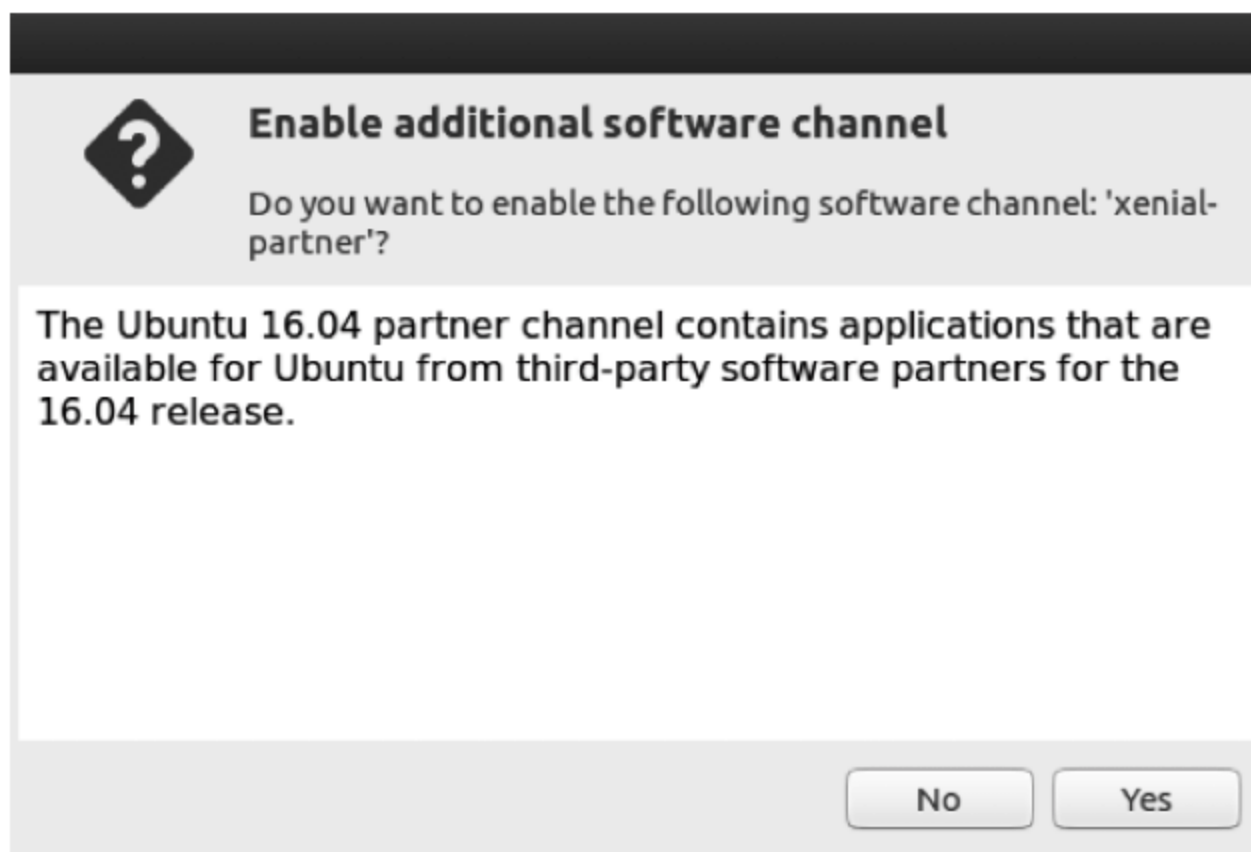 Enable additional software channel
Do you want to enable the following software channel: 'xenial-
partner'?
The Ubuntu 16.04 partner channel contains applications that are
available for Ubuntu from third-party software partners for the
16.04 release.
No Yes